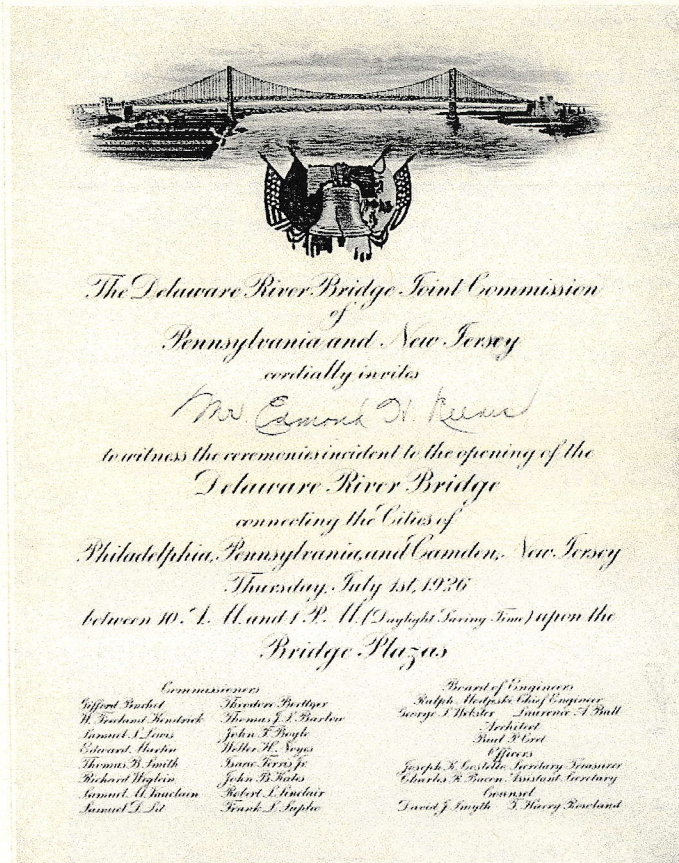 The Delaware River Bridge Joint Commission
of
Pennsylvania and New Jersey
cordially invites
Mr Edmond H. Reeves
to witness the ceremonies incident to the opening of the
Delaware River Bridge
connecting the Cities of
Philadelphia, Pennsylvania, and Camden, New Jersey
Thursday, July 1st, 1926
between 10 A. M. and 1 P. M. (Daylight Saving Time) upon the
Bridge Plazas
Commissioners
Gifford Pinchot
W. Freeland Kendrick
Samuel S. Lewis
Edward Martin
Thomas B. Smith
Richard Weglein
Samuel M. Vauclain
Samuel D. Lit
Theodore Boettger
Thomas J. S. Barlow
John F. Boyle
Weller H. Noyes
Isaac Ferris Jr
John B. Kates
Robert L. Sinclair
Frank L. Suplee
Board of Engineers
Ralph Modjeski Chief Engineer
George S. Webster Laurence A. Ball
Architect
Paul P. Cret
Officers
Joseph K. Costello, Secretary Treasurer
Charles R. Bacon, Assistant Secretary
Counsel
David J. Smyth T. Harry Rowland